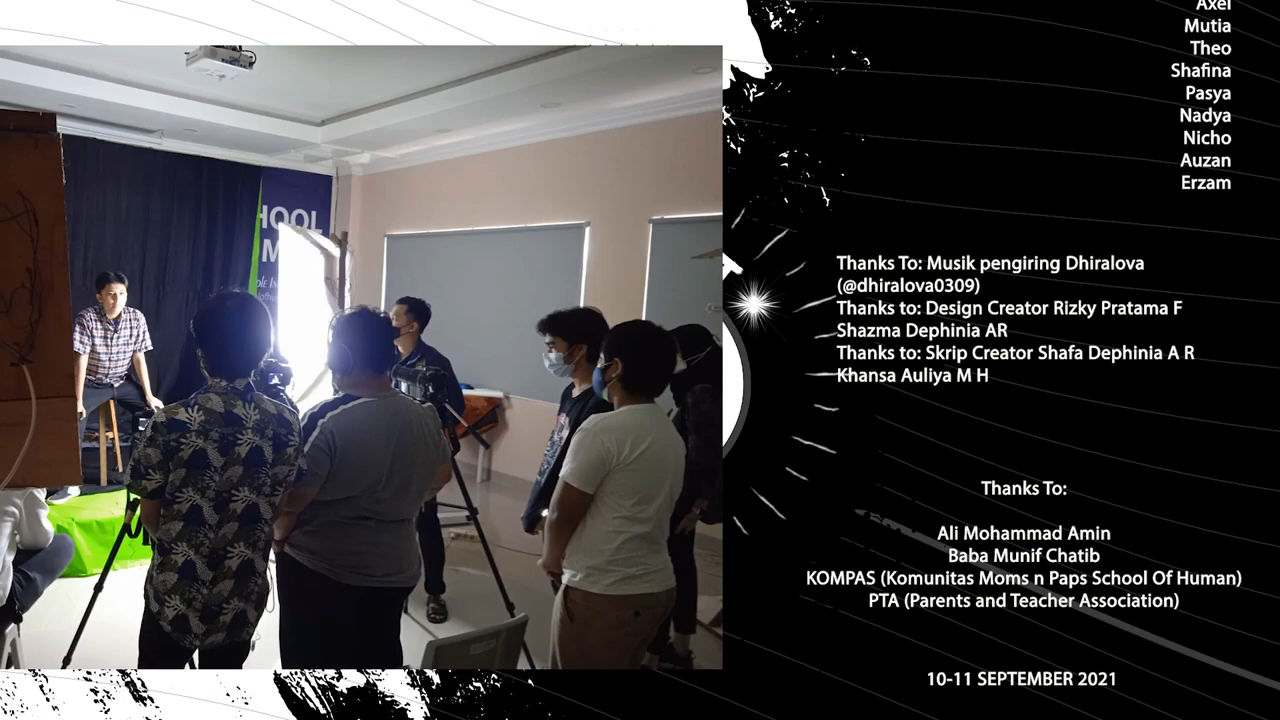 HOOL
M
Axel
Mutia
Theo
Shafina
Pasya
Nadya
Nicho
Auzan
Erzam
Thanks To: Musik pengiring Dhiralova
(@dhiralova0309)
Thanks to: Design Creator Rizky Pratama F
Shazma Dephinia AR
Thanks to: Skrip Creator Shafa Dephinia A R
Khansa Auliya M H
Thanks To:
Ali Mohammad Amin
Baba Munif Chatib
KOMPAS (Komunitas Moms n Paps School Of Human)
PTA (Parents and Teacher Association)
10-11 SEPTEMBER 2021